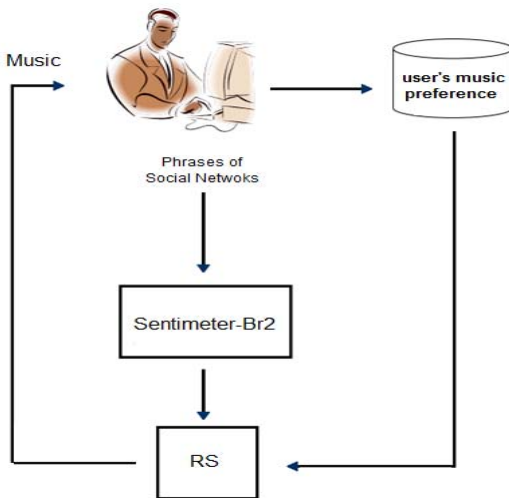 Music
user's music
preference
Phrases of
Social Netwoks
Sentimeter-Br2
RS